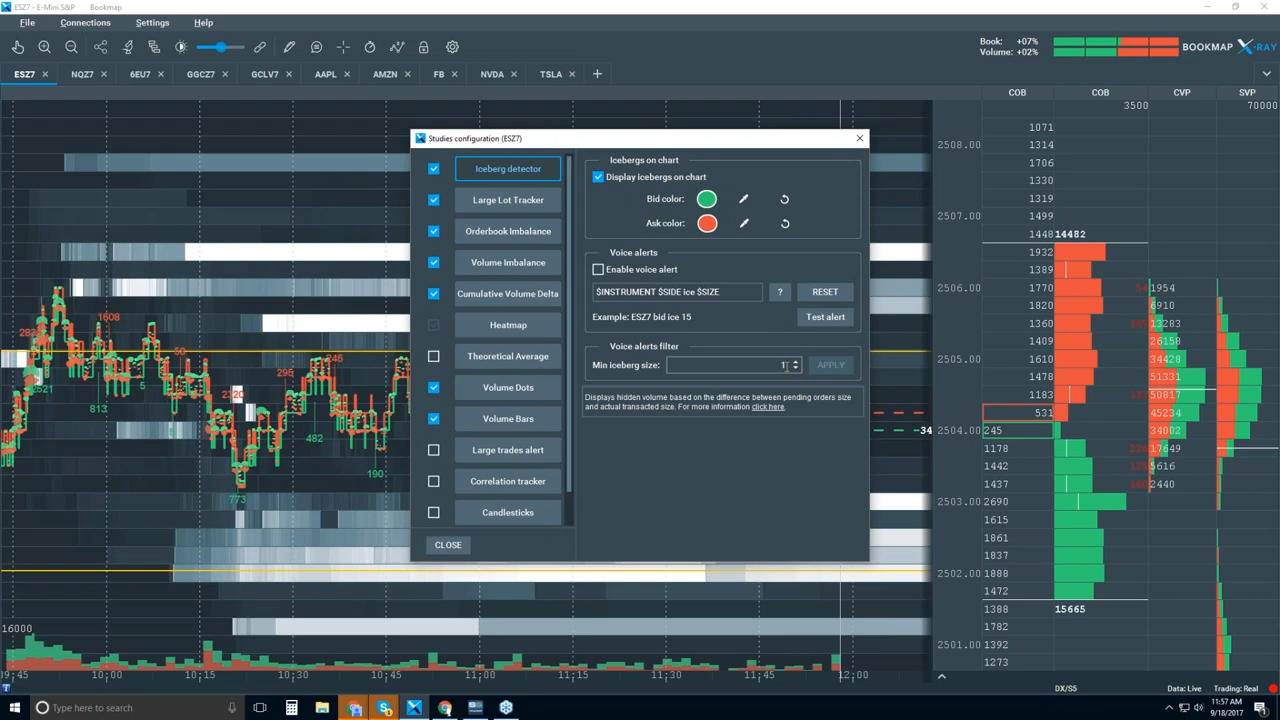 ESZ7 - E-Mini S&P Bookmap
File Connections Settings Help
Book: +07%
Volume: +02%
BOOKMAP X-RAY
ESZ7 NQZ7 6EU7 GGCZ7 GCLV7 AAPL AMZN FB NVDA TSLA
COB COB CVP SVP
3500 70000
Studies configuration (ESZ7)
Iceberg detector
Large Lot Tracker
Orderbook Imbalance
Volume Imbalance
Cumulative Volume Delta
Heatmap
Theoretical Average
Volume Dots
Volume Bars
Large trades alert
Correlation tracker
Candlesticks
CLOSE
Icebergs on chart
Display icebergs on chart
Bid color:
Ask color:
Voice alerts
Enable voice alert
$INSTRUMENT $SIDE ice $SIZE ? RESET
Example: ESZ7 bid ice 15 Test alert
Voice alerts filter
Min iceberg size: 1 APPLY
Displays hidden volume based on the difference between pending orders size
and actual transacted size. For more information click here.
1608
50
295
246
2521
813
5
482
190
773
34
1071
2508.00 1314
1706
1330
1319
2507.00 1499
1448 14482
1932
1389
2506.00 1770 54 1954
1820 6910
1360 13283
1409 26158
2505.00 1610 34428
1478 51331
1183 50817
531 45234
2504.00 245 34002
1178 17649
1442 5616
1437 2440
2503.00 2690
1615
1861
1837
2502.00 1888
1472
1388 15665
1782
2501.00 1392
1273
16000
9:45 10:00 10:15 10:30 10:45 11:00 11:15 11:30 11:45 12:00
DX/S5 Data: Live Trading: Real
Type here to search
11:57 AM
9/18/2017